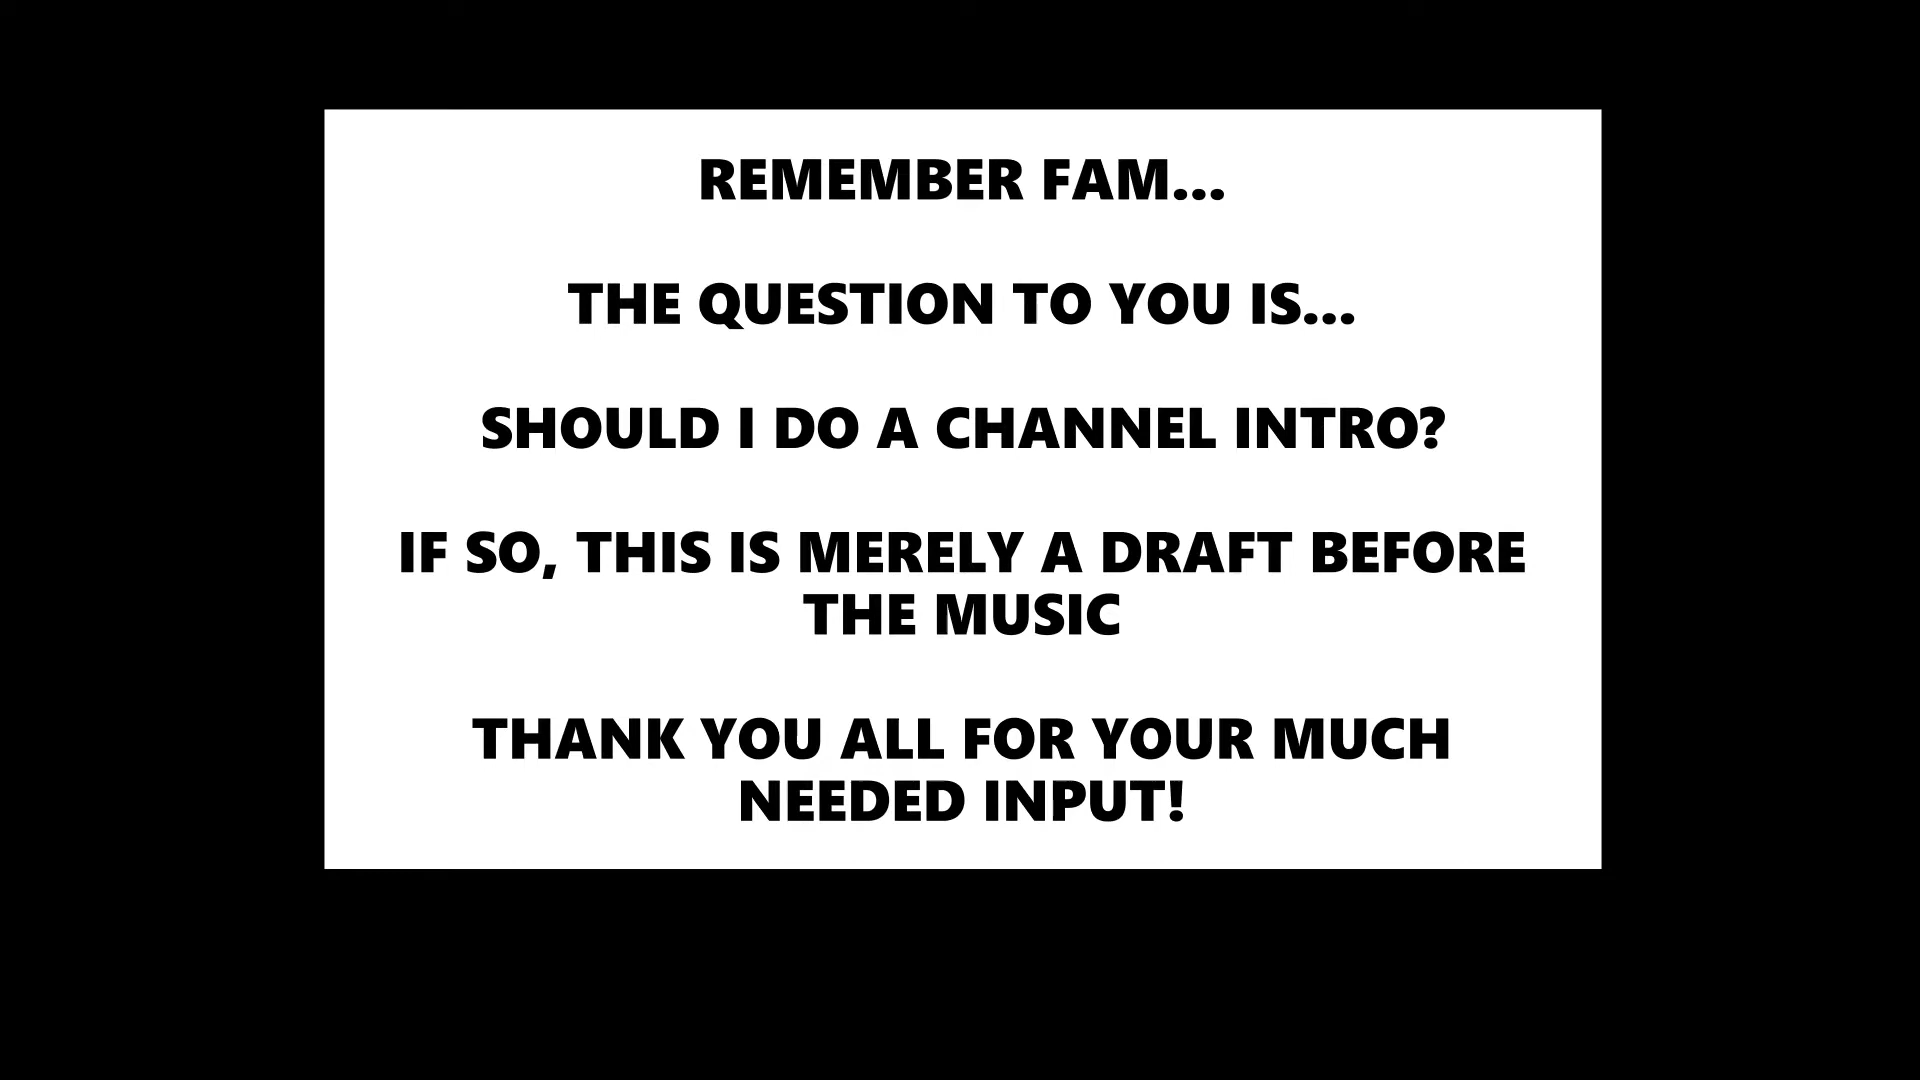 REMEMBER FAM...
THE QUESTION TO YOU IS...
SHOULD I DO A CHANNEL INTRO?
IF SO, THIS IS MERELY A DRAFT BEFORE
THE MUSIC
THANK YOU ALL FOR YOUR MUCH
NEEDED INPUT!